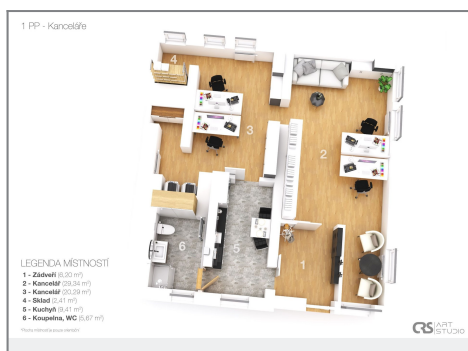 1 PP - Kanceláře
4
3
2
6
5
1
LEGENDA MÍSTNOSTÍ
1 - Zádveří (6,20 m²)
2 - Kancelář (29,34 m²)
3 - Kancelář (20,29 m²)
4 - Sklad (2,41 m²)
5 - Kuchyň (9,41 m²)
6 - Koupelna, WC (5,67 m²)
CRS ART
STUDIO